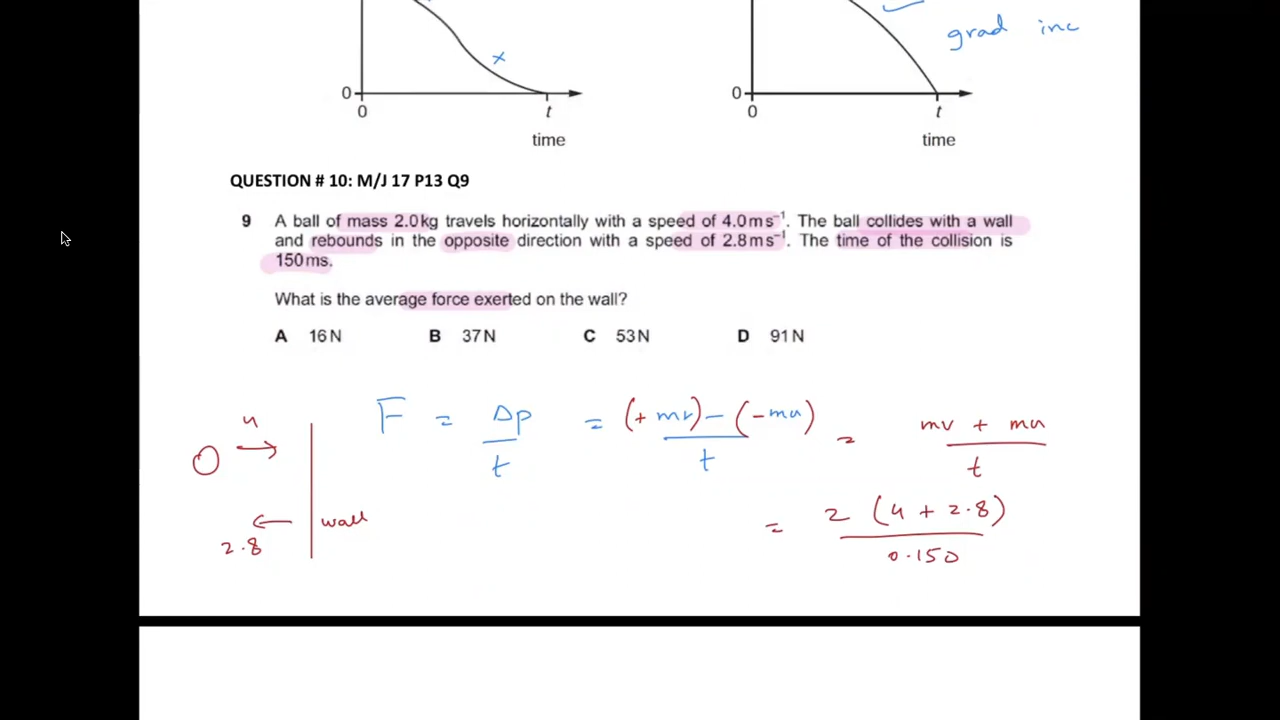 grad inc
×
0
0
t
time
0
0
t
time
QUESTION # 10: M/J 17 P13 Q9
9 A ball of mass 2.0 kg travels horizontally with a speed of 4.0 m s⁻¹. The ball collides with a wall
and rebounds in the opposite direction with a speed of 2.8 m s⁻¹. The time of the collision is
150 ms.
What is the average force exerted on the wall?
A 16 N B 37 N C 53 N D 91 N
4
F = Δp/t = ((+mv) − (−mu))/t = (mv + mu)/t
wall
2.8
= 2 (4 + 2.8)/0.150